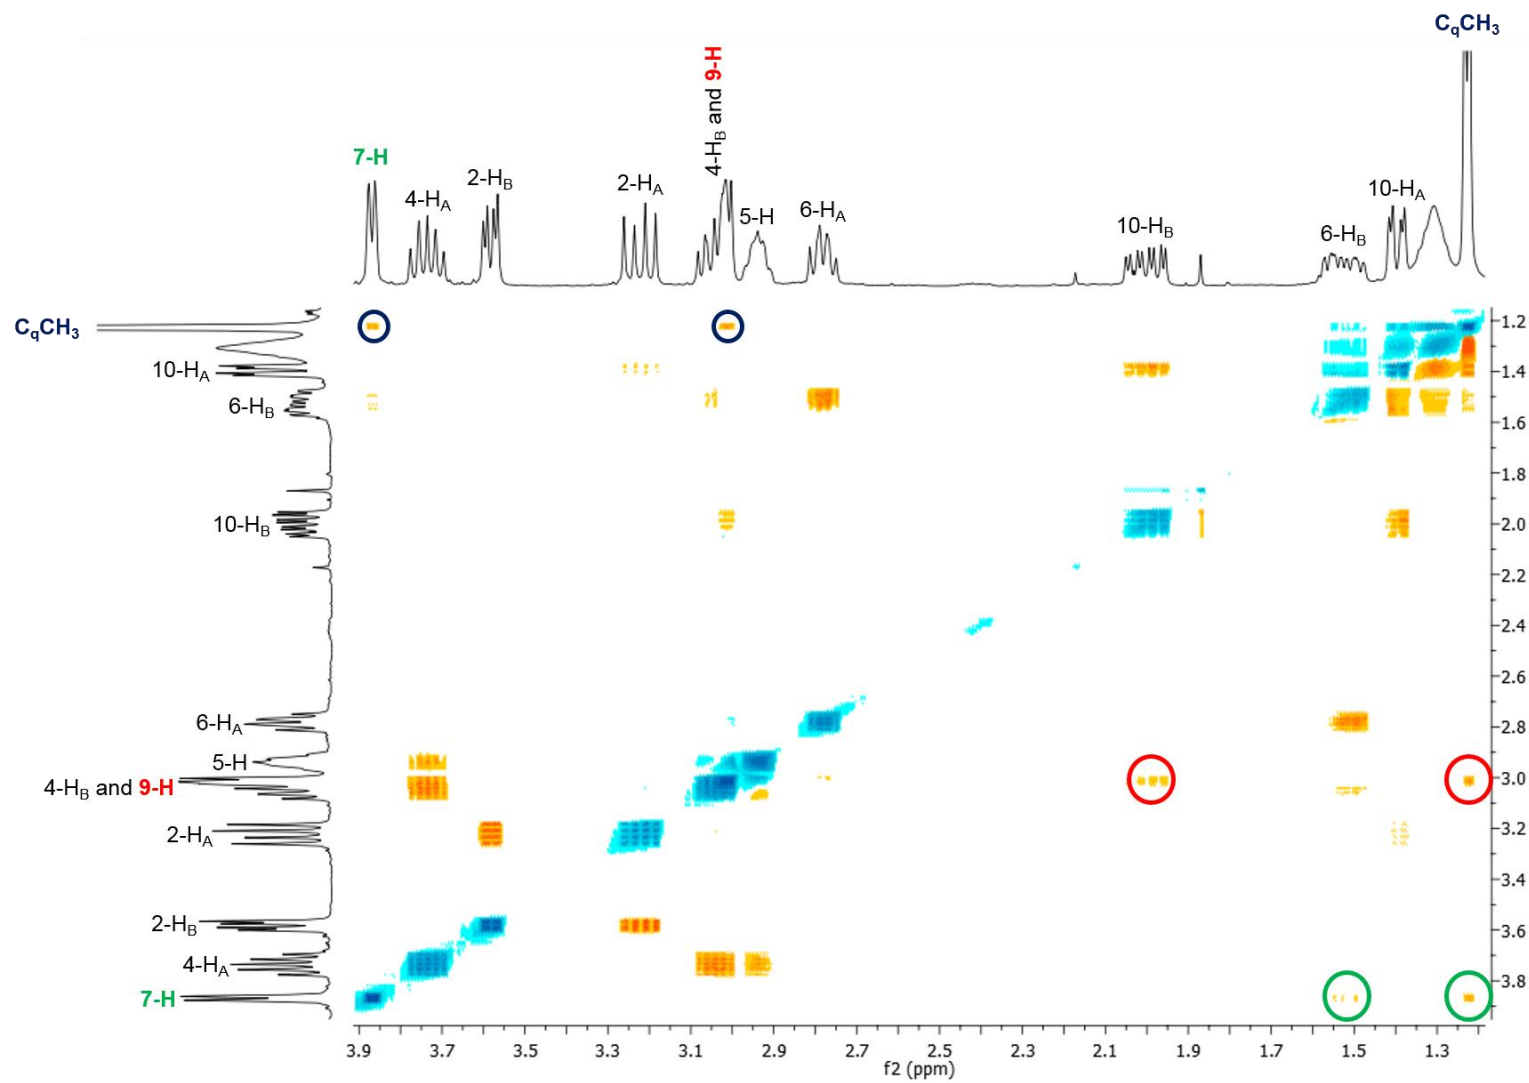 CqCH3
7-H
4-HA
2-HB
2-HA
4-HB and 9-H
5-H
6-HA
10-HB
6-HB
10-HA
CqCH3
10-HA
6-HB
10-HB
6-HA
5-H
4-HB and 9-H
2-HA
2-HB
4-HA
7-H
1.2
1.4
1.6
1.8
2.0
2.2
2.4
2.6
2.8
3.0
3.2
3.4
3.6
3.8
3.9 3.7 3.5 3.3 3.1 2.9 2.7 2.5 2.3 2.1 1.9 1.7 1.5 1.3
f2 (ppm)